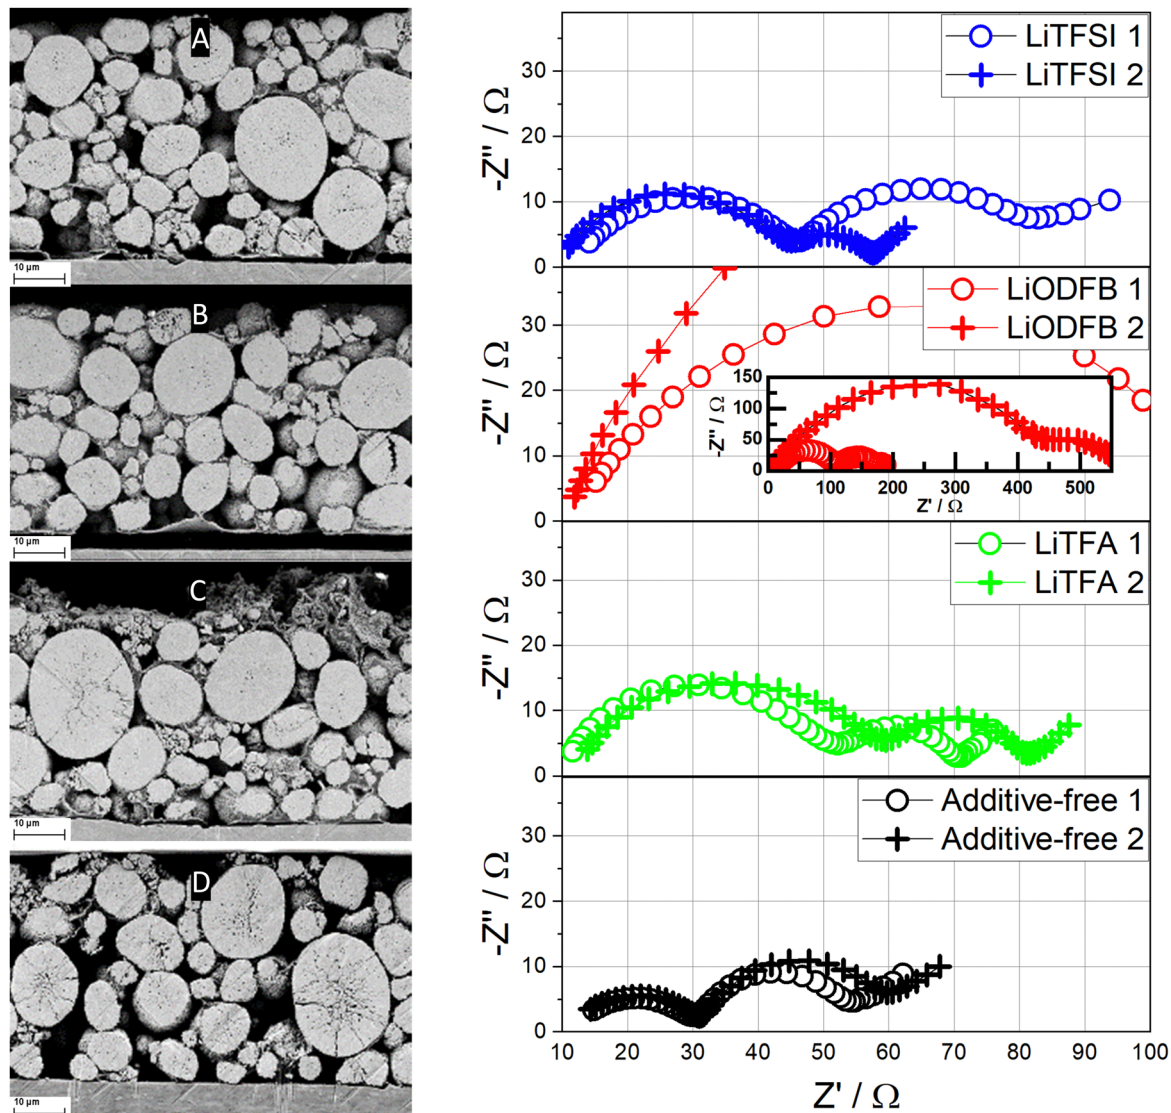 A
10 µm
B
10 µm
C
10 µm
D
10 µm
LiTFSI 1
LiTFSI 2
-Z" / Ω
40
30
20
10
0
LiODFB 1
LiODFB 2
-Z" / Ω
30
20
10
0
-Z" / Ω
150
100
50
0
0 100 200 300 400 500
Z' / Ω
LiTFA 1
LiTFA 2
-Z" / Ω
30
20
10
0
Additive-free 1
Additive-free 2
-Z" / Ω
30
20
10
0
10 20 30 40 50 60 70 80 90 100
Z' / Ω